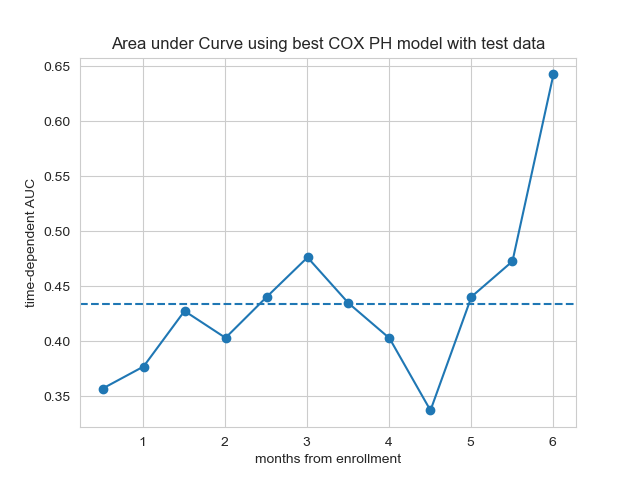 Area under Curve using best COX PH model with test data
time-dependent AUC
0.65
0.60
0.55
0.50
0.45
0.40
0.35
1 2 3 4 5 6
months from enrollment